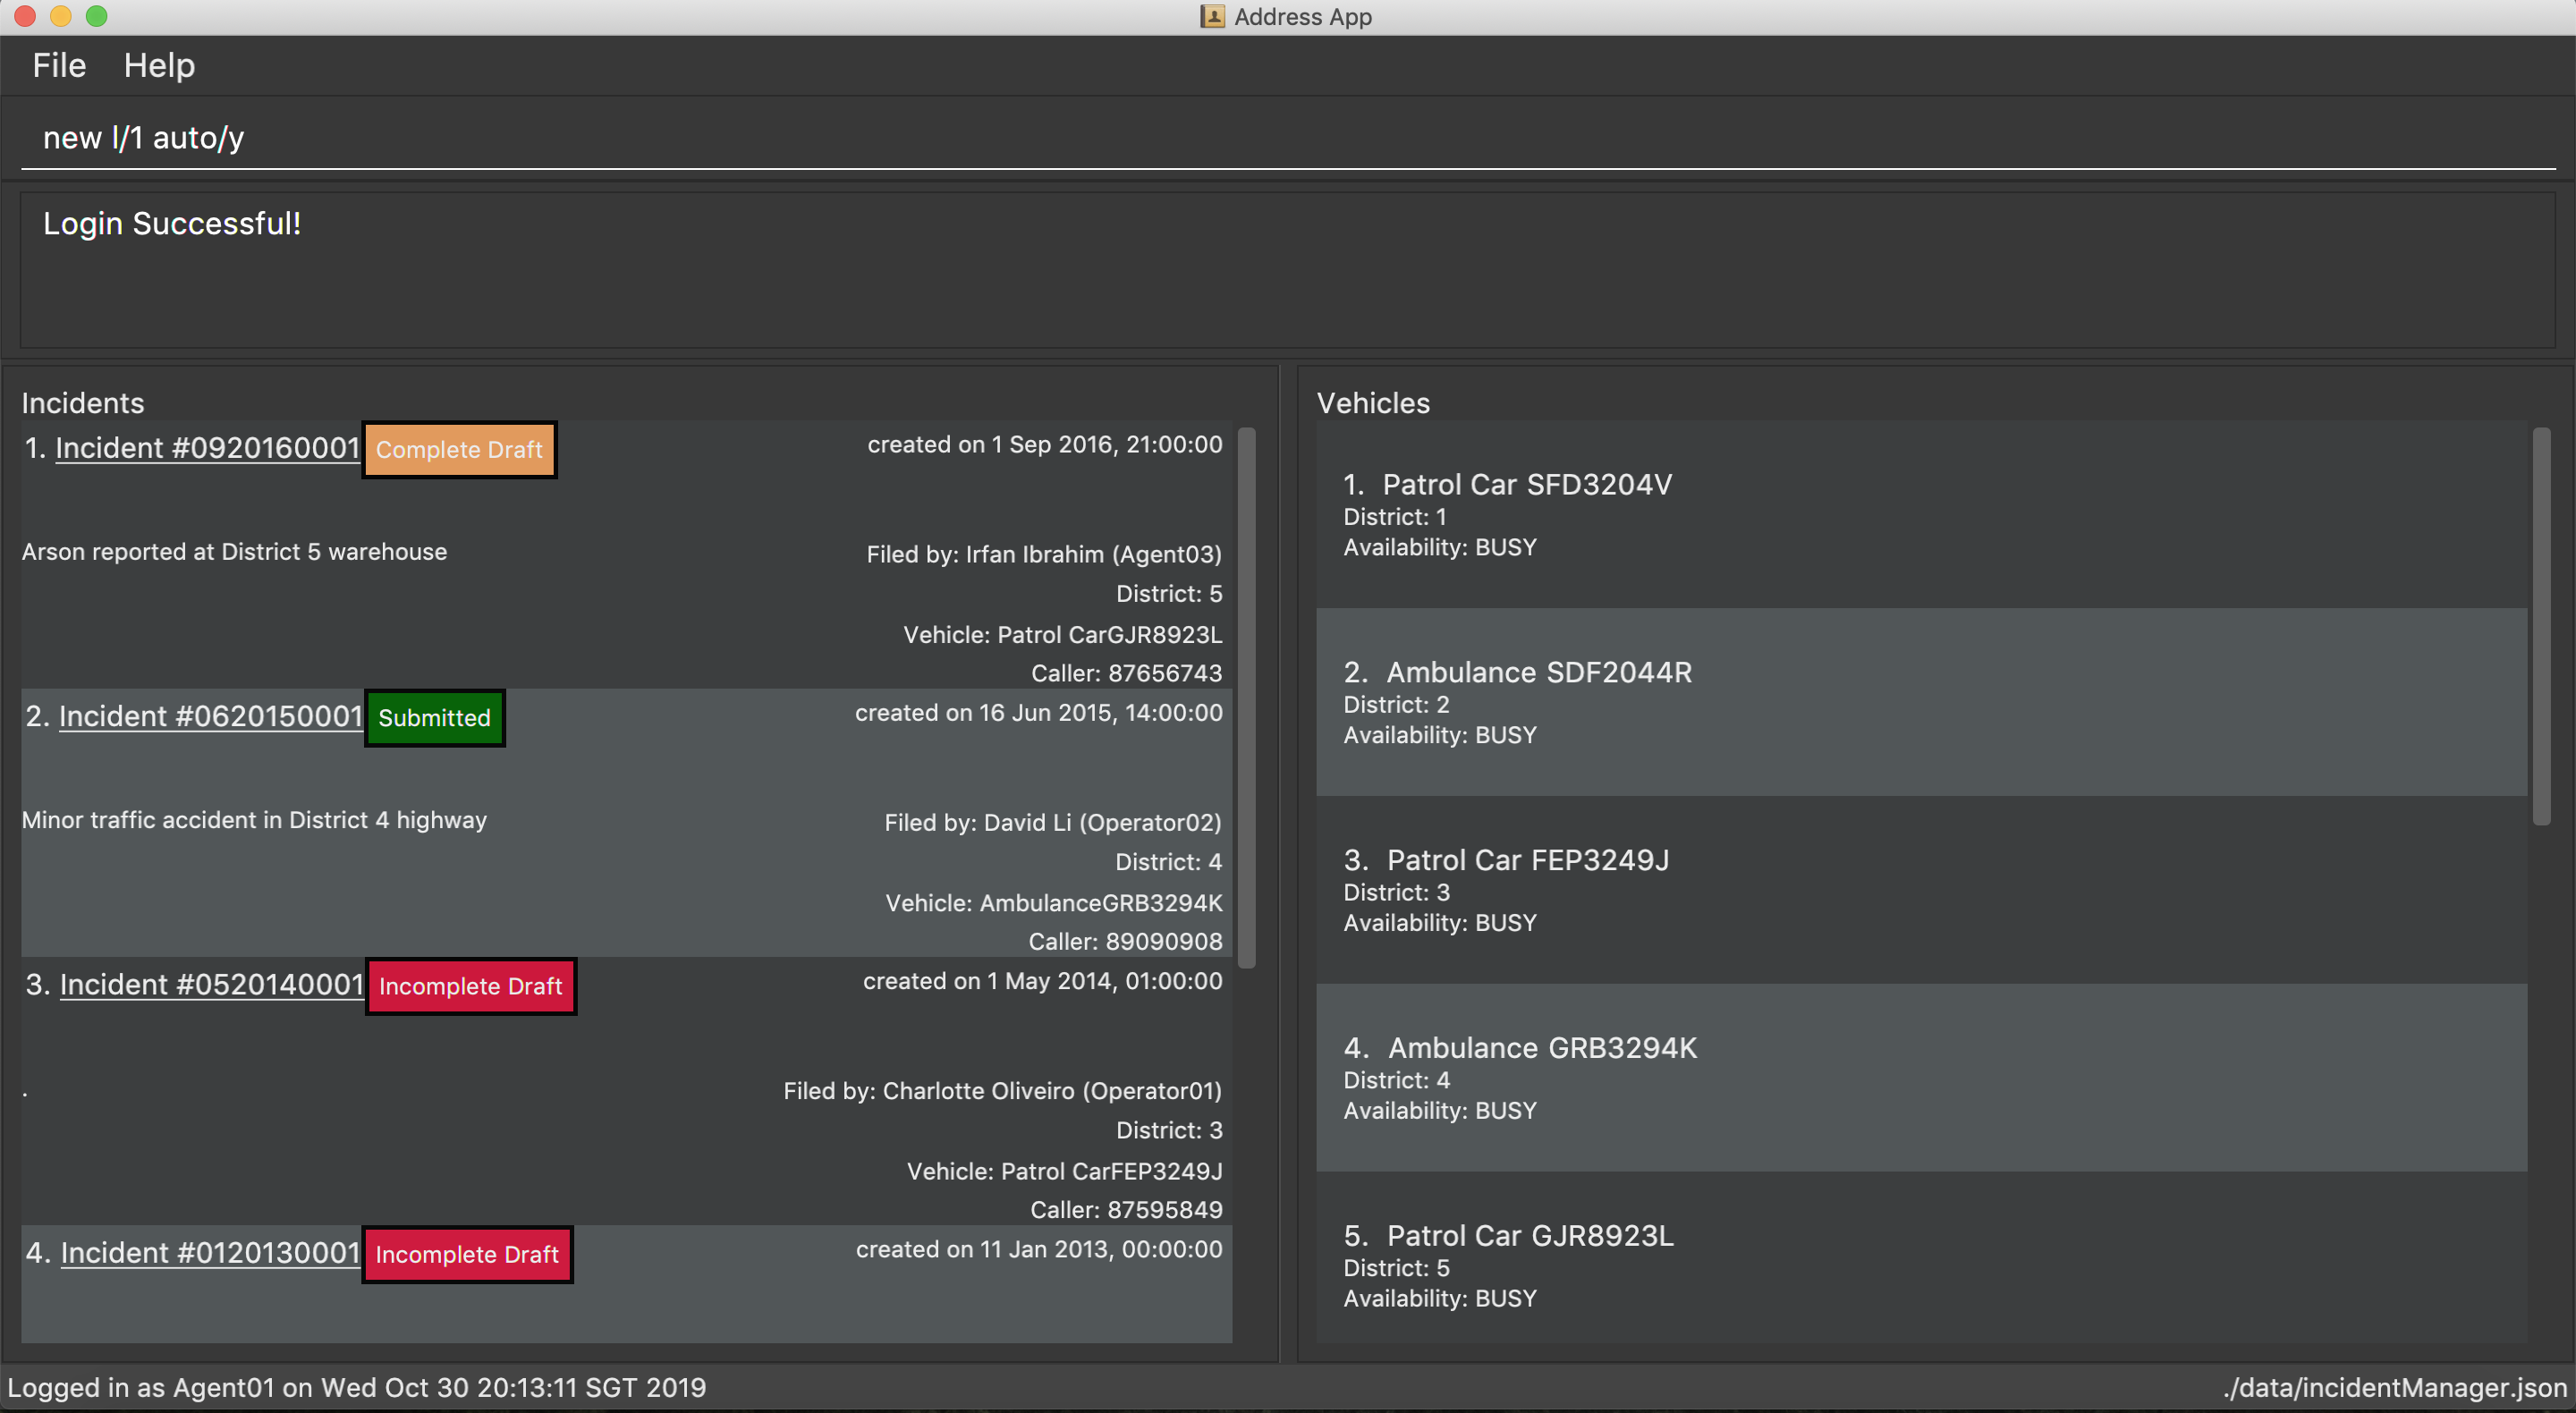 Address App
File Help
new l/1 auto/y
Login Successful!
Incidents
1. Incident #0920160001 Complete Draft created on 1 Sep 2016, 21:00:00
Arson reported at District 5 warehouse Filed by: Irfan Ibrahim (Agent03)
District: 5
Vehicle: Patrol CarGJR8923L
Caller: 87656743
2. Incident #0620150001 Submitted created on 16 Jun 2015, 14:00:00
Minor traffic accident in District 4 highway Filed by: David Li (Operator02)
District: 4
Vehicle: AmbulanceGRB3294K
Caller: 89090908
3. Incident #0520140001 Incomplete Draft created on 1 May 2014, 01:00:00
. Filed by: Charlotte Oliveiro (Operator01)
District: 3
Vehicle: Patrol CarFEP3249J
Caller: 87595849
4. Incident #0120130001 Incomplete Draft created on 11 Jan 2013, 00:00:00
Vehicles
1. Patrol Car SFD3204V
District: 1
Availability: BUSY
2. Ambulance SDF2044R
District: 2
Availability: BUSY
3. Patrol Car FEP3249J
District: 3
Availability: BUSY
4. Ambulance GRB3294K
District: 4
Availability: BUSY
5. Patrol Car GJR8923L
District: 5
Availability: BUSY
Logged in as Agent01 on Wed Oct 30 20:13:11 SGT 2019 ./data/incidentManager.json